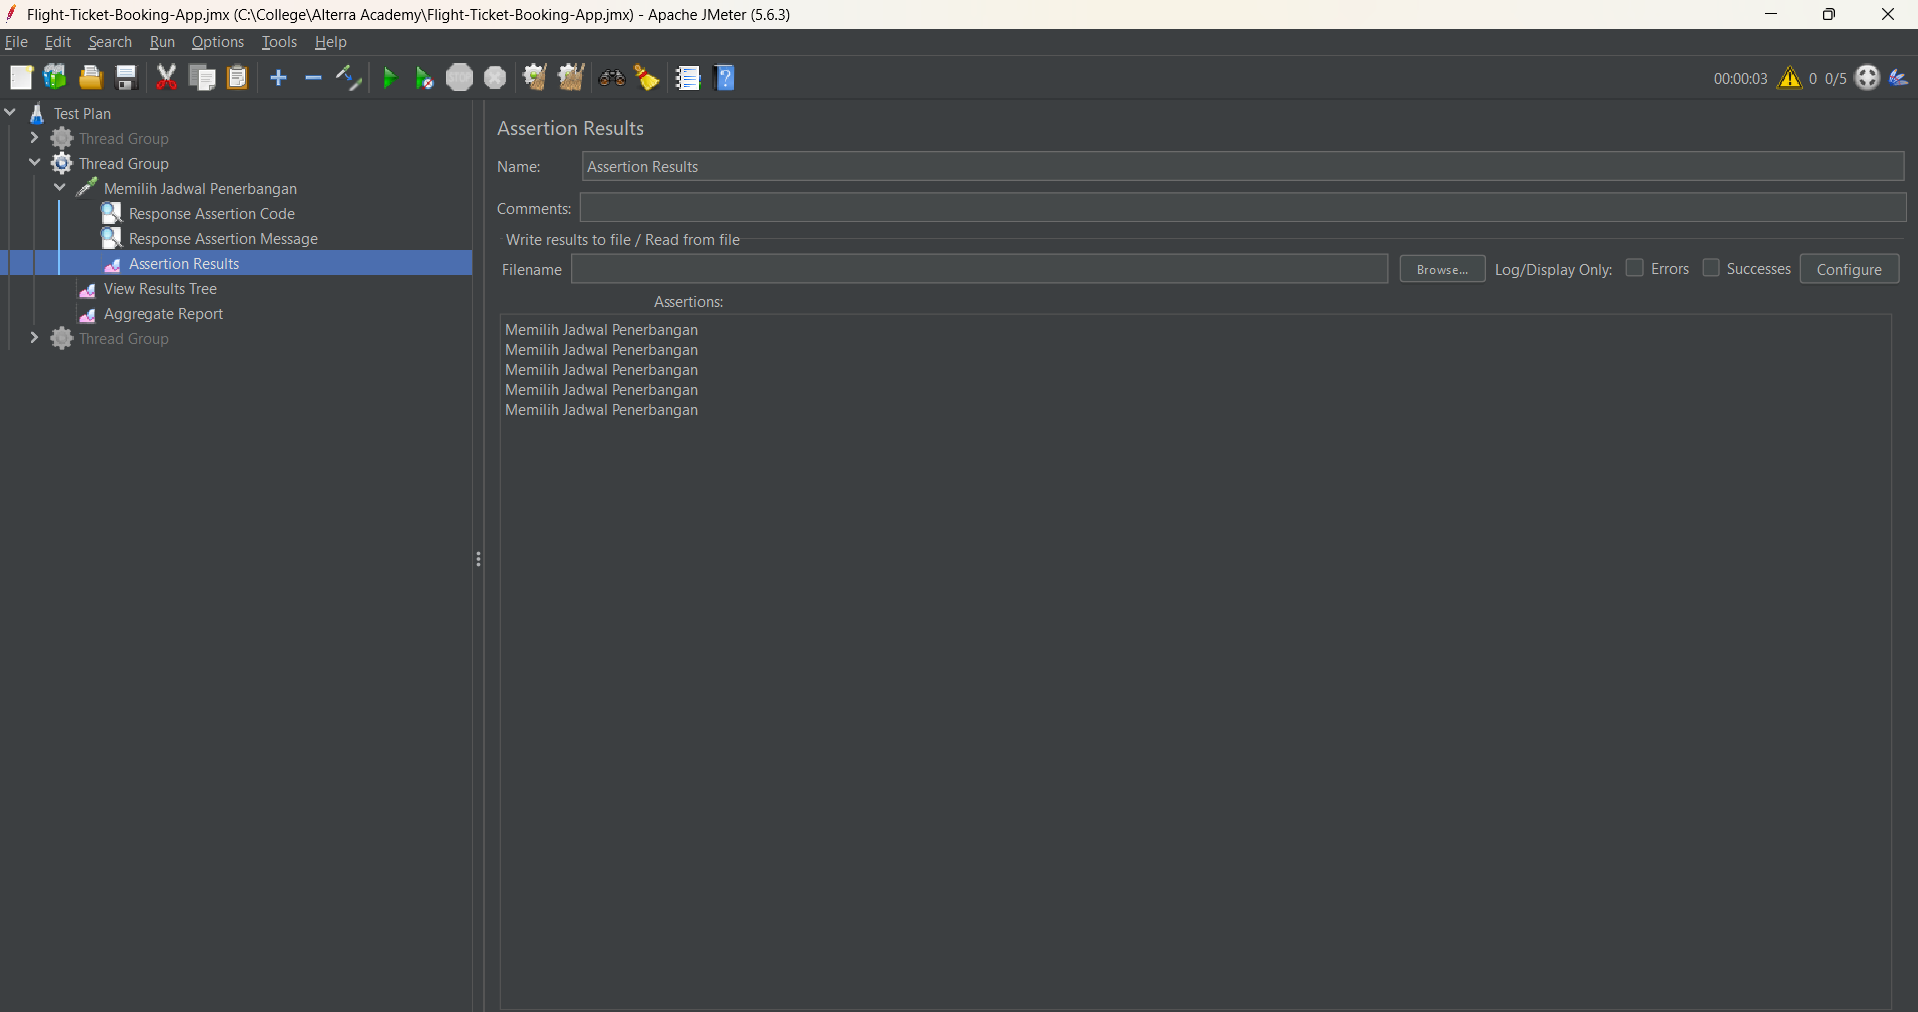 Flight-Ticket-Booking-App.jmx (C:\College\Alterra Academy\Flight-Ticket-Booking-App.jmx) - Apache JMeter (5.6.3)
File Edit Search Run Options Tools Help
STOP
?
00:00:03 0 0/5
Test Plan
Thread Group
Thread Group
Memilih Jadwal Penerbangan
Response Assertion Code
Response Assertion Message
Assertion Results
View Results Tree
Aggregate Report
Thread Group
Assertion Results
Name: Assertion Results
Comments:
Write results to file / Read from file
Filename Browse... Log/Display Only: Errors Successes Configure
Assertions:
Memilih Jadwal Penerbangan
Memilih Jadwal Penerbangan
Memilih Jadwal Penerbangan
Memilih Jadwal Penerbangan
Memilih Jadwal Penerbangan